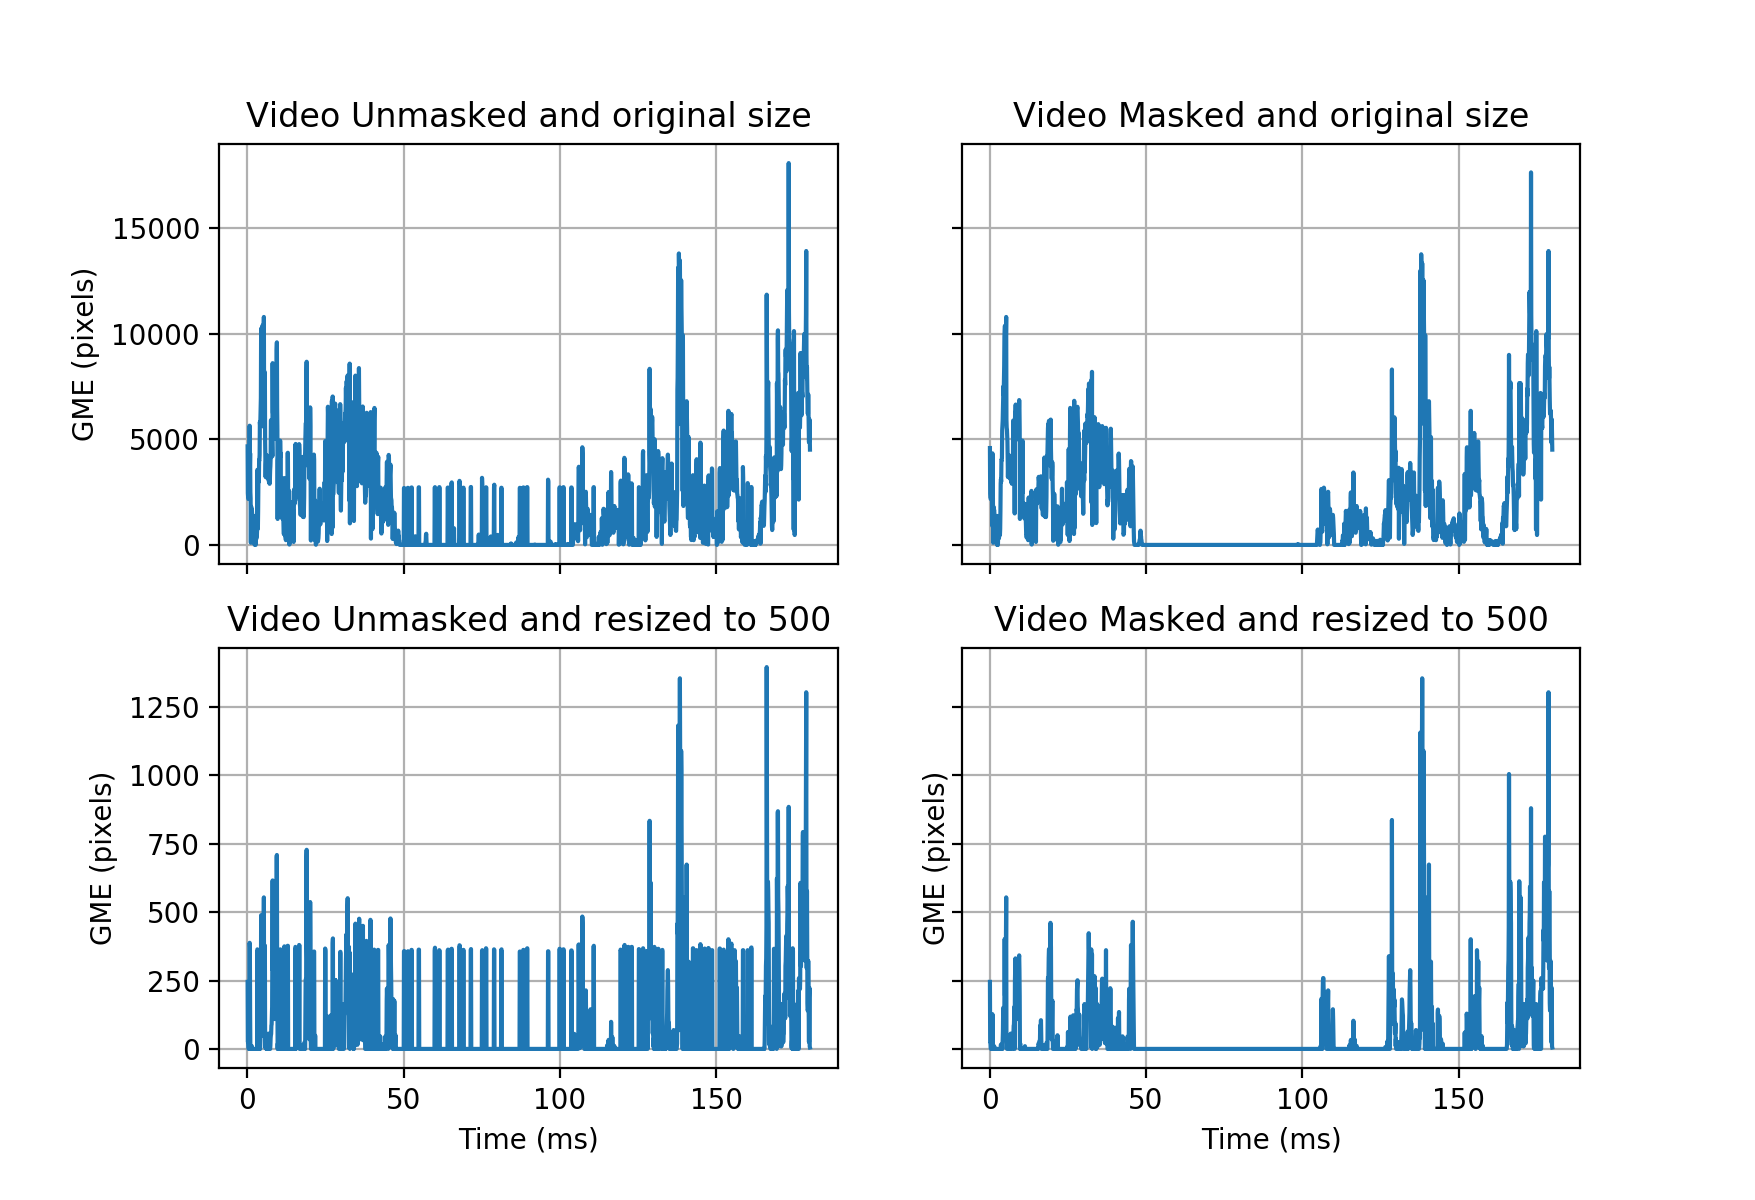 Video Unmasked and original size
Video Masked and original size
15000
10000
5000
0
GME (pixels)
Video Unmasked and resized to 500
Video Masked and resized to 500
1250
1000
750
500
250
0
GME (pixels)
GME (pixels)
0 50 100 150
0 50 100 150
Time (ms)
Time (ms)